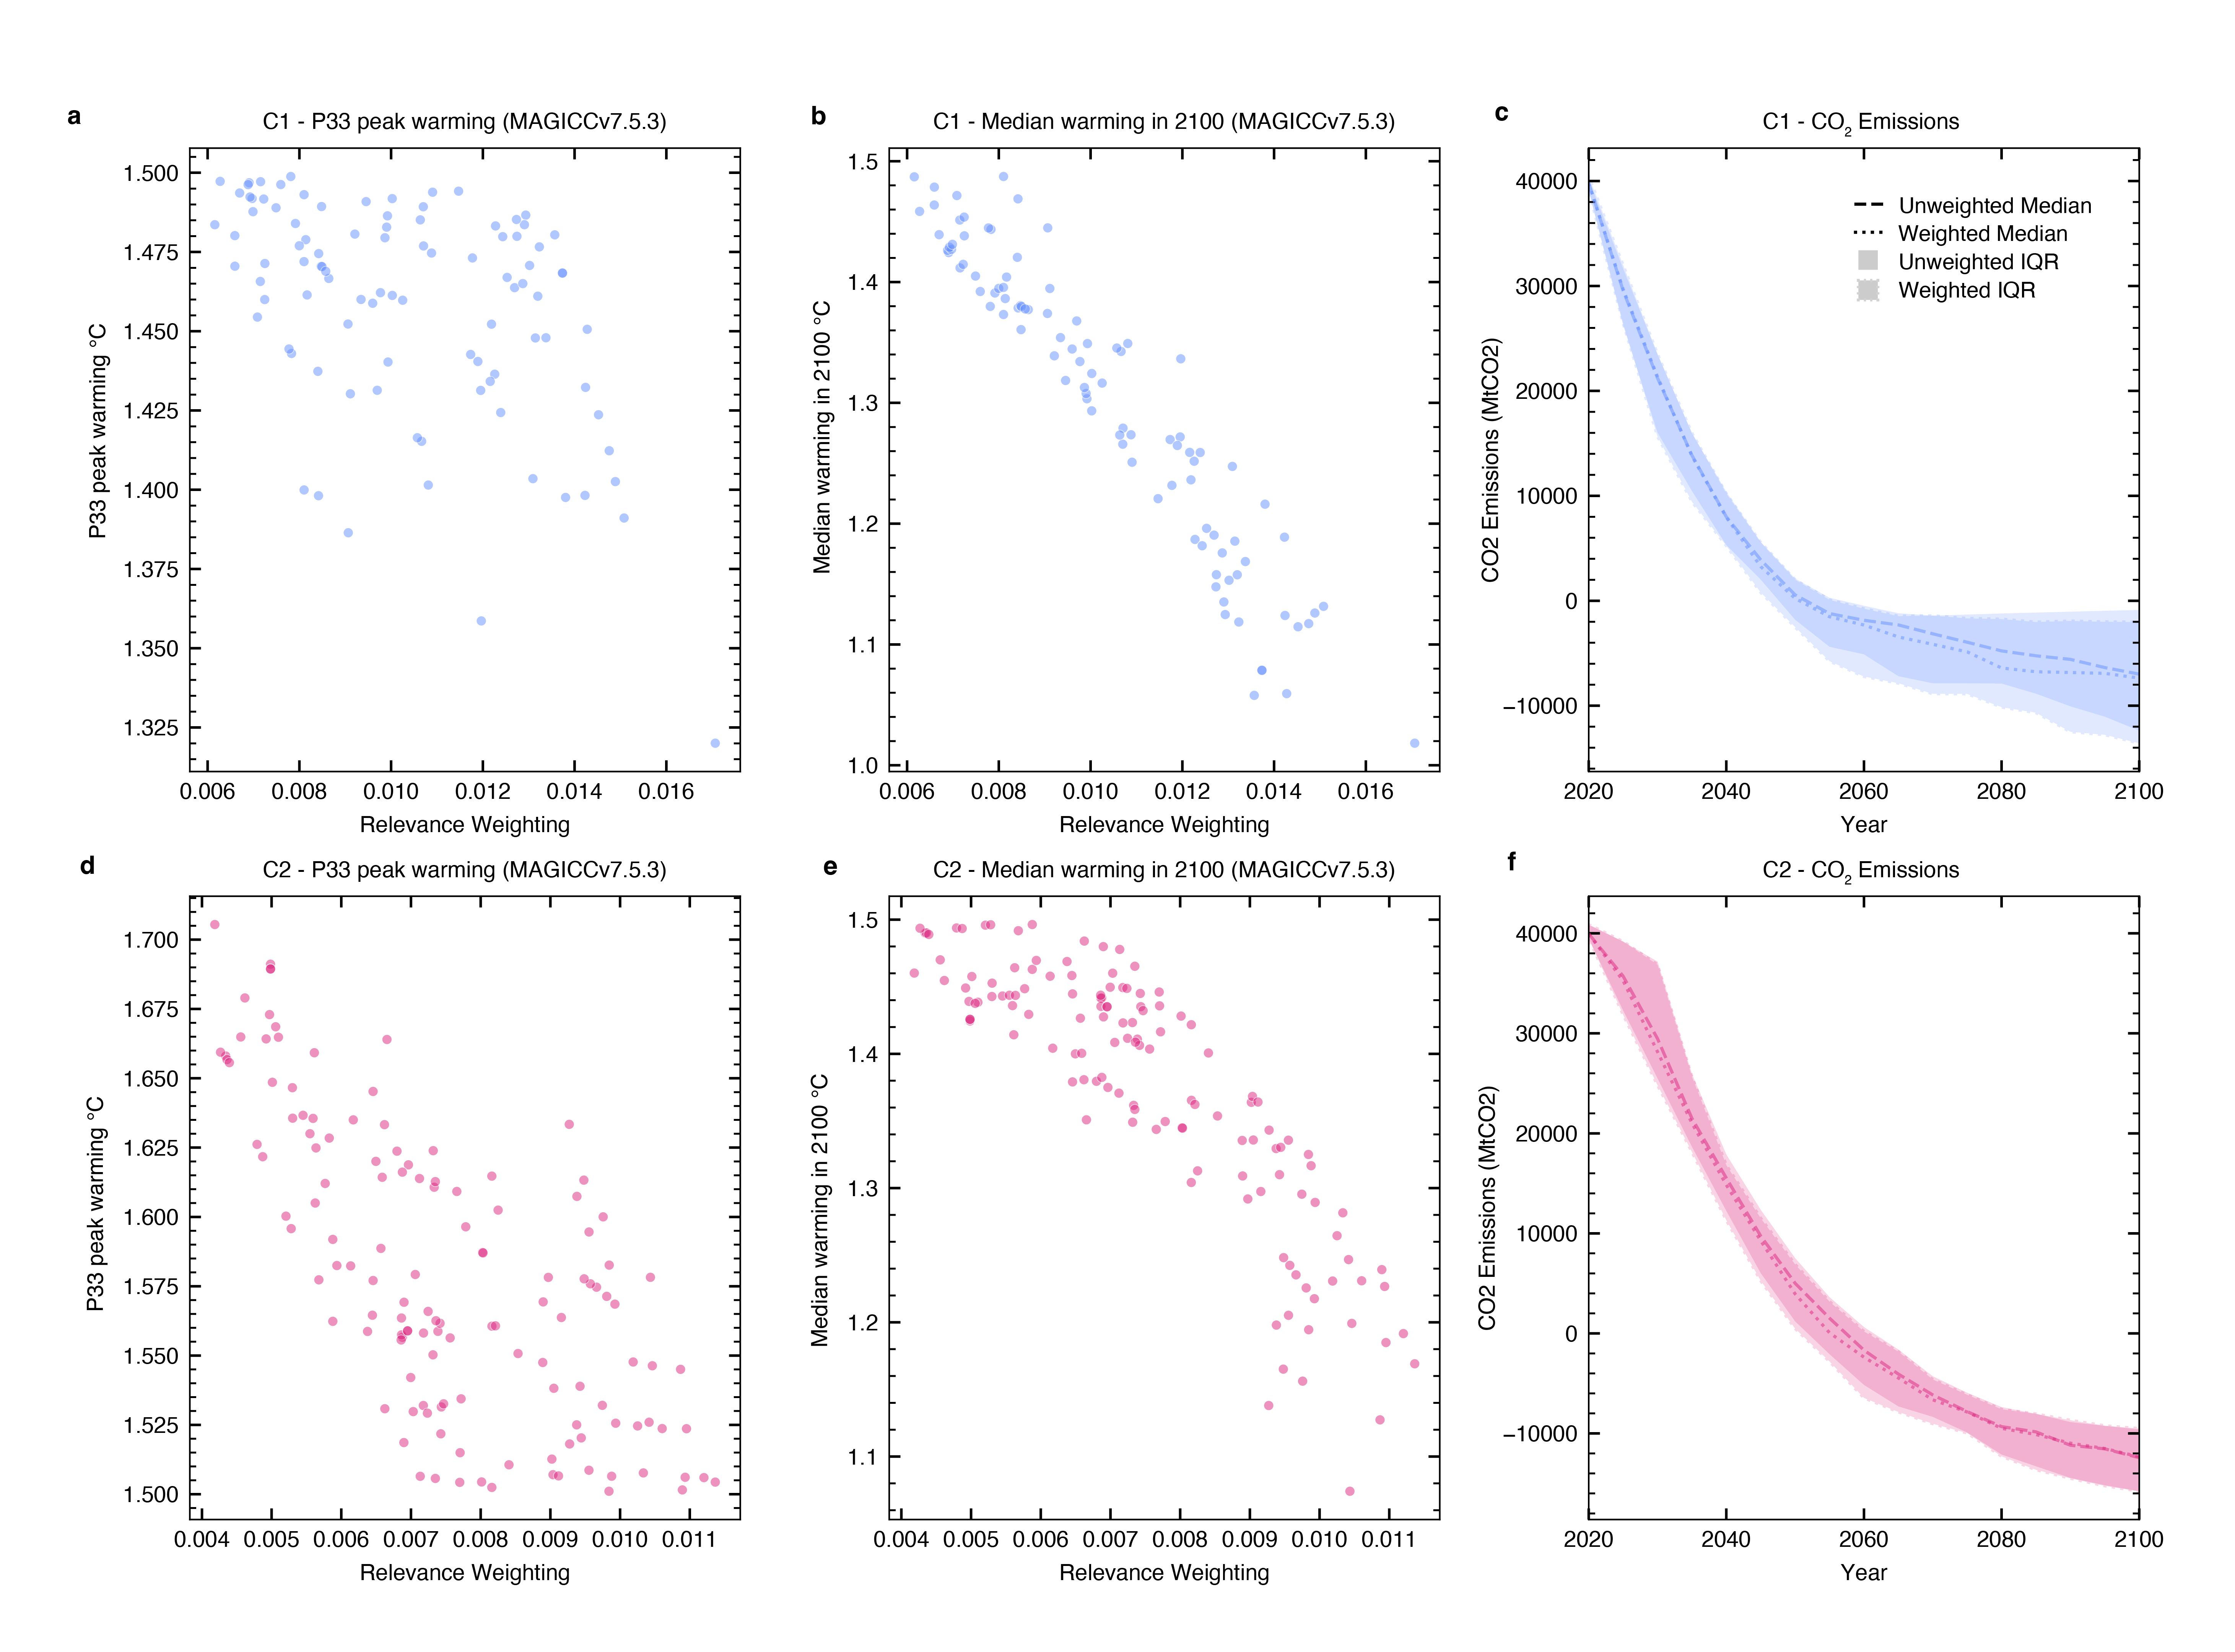 a
C1 - P33 peak warming (MAGICCv7.5.3)
P33 peak warming °C
1.500
1.475
1.450
1.425
1.400
1.375
1.350
1.325
0.006 0.008 0.010 0.012 0.014 0.016
Relevance Weighting
b
C1 - Median warming in 2100 (MAGICCv7.5.3)
Median warming in 2100 °C
1.5
1.4
1.3
1.2
1.1
1.0
0.006 0.008 0.010 0.012 0.014 0.016
Relevance Weighting
c
C1 - CO₂ Emissions
CO2 Emissions (MtCO2)
40000
30000
20000
10000
0
−10000
Unweighted Median
Weighted Median
Unweighted IQR
Weighted IQR
2020 2040 2060 2080 2100
Year
d
C2 - P33 peak warming (MAGICCv7.5.3)
P33 peak warming °C
1.700
1.675
1.650
1.625
1.600
1.575
1.550
1.525
1.500
0.004 0.005 0.006 0.007 0.008 0.009 0.010 0.011
Relevance Weighting
e
C2 - Median warming in 2100 (MAGICCv7.5.3)
Median warming in 2100 °C
1.5
1.4
1.3
1.2
1.1
0.004 0.005 0.006 0.007 0.008 0.009 0.010 0.011
Relevance Weighting
f
C2 - CO₂ Emissions
CO2 Emissions (MtCO2)
40000
30000
20000
10000
0
−10000
2020 2040 2060 2080 2100
Year